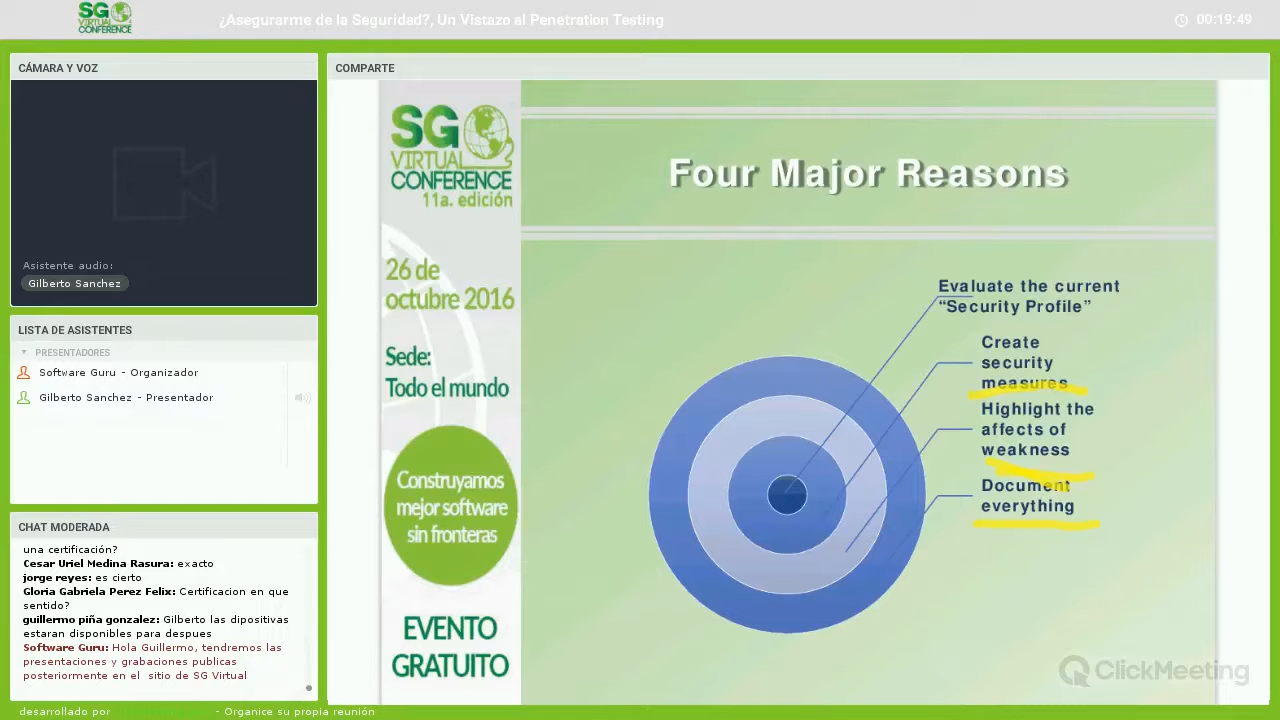 SG
VIRTUAL
CONFERENCE
¿Asegurarme de la Seguridad?, Un Vistazo al Penetration Testing
00:19:49
CÁMARA Y VOZ
Asistente audio:
Gilberto Sanchez
LISTA DE ASISTENTES
PRESENTADORES
Software Guru - Organizador
Gilberto Sanchez - Presentador
CHAT MODERADA
una certificación?
Cesar Uriel Medina Rasura: exacto
jorge reyes: es cierto
Gloria Gabriela Perez Felix: Certificacion en que
sentido?
guillermo piña gonzalez: Gilberto las dipositivas
estaran disponibles para despues
Software Guru: Hola Guillermo, tendremos las
presentaciones y grabaciones publicas
posteriormente en el sitio de SG Virtual
desarrollado por
- Organice su propia reunión
COMPARTE
SG
VIRTUAL
CONFERENCE
11a. edición
26 de
octubre 2016
Sede:
Todo el mundo
Construyamos
mejor software
sin fronteras
EVENTO
GRATUITO
Four Major Reasons
Evaluate the current
“Security Profile”
Create
security
measures
Highlight the
affects of
weakness
Document
everything
ClickMeeting